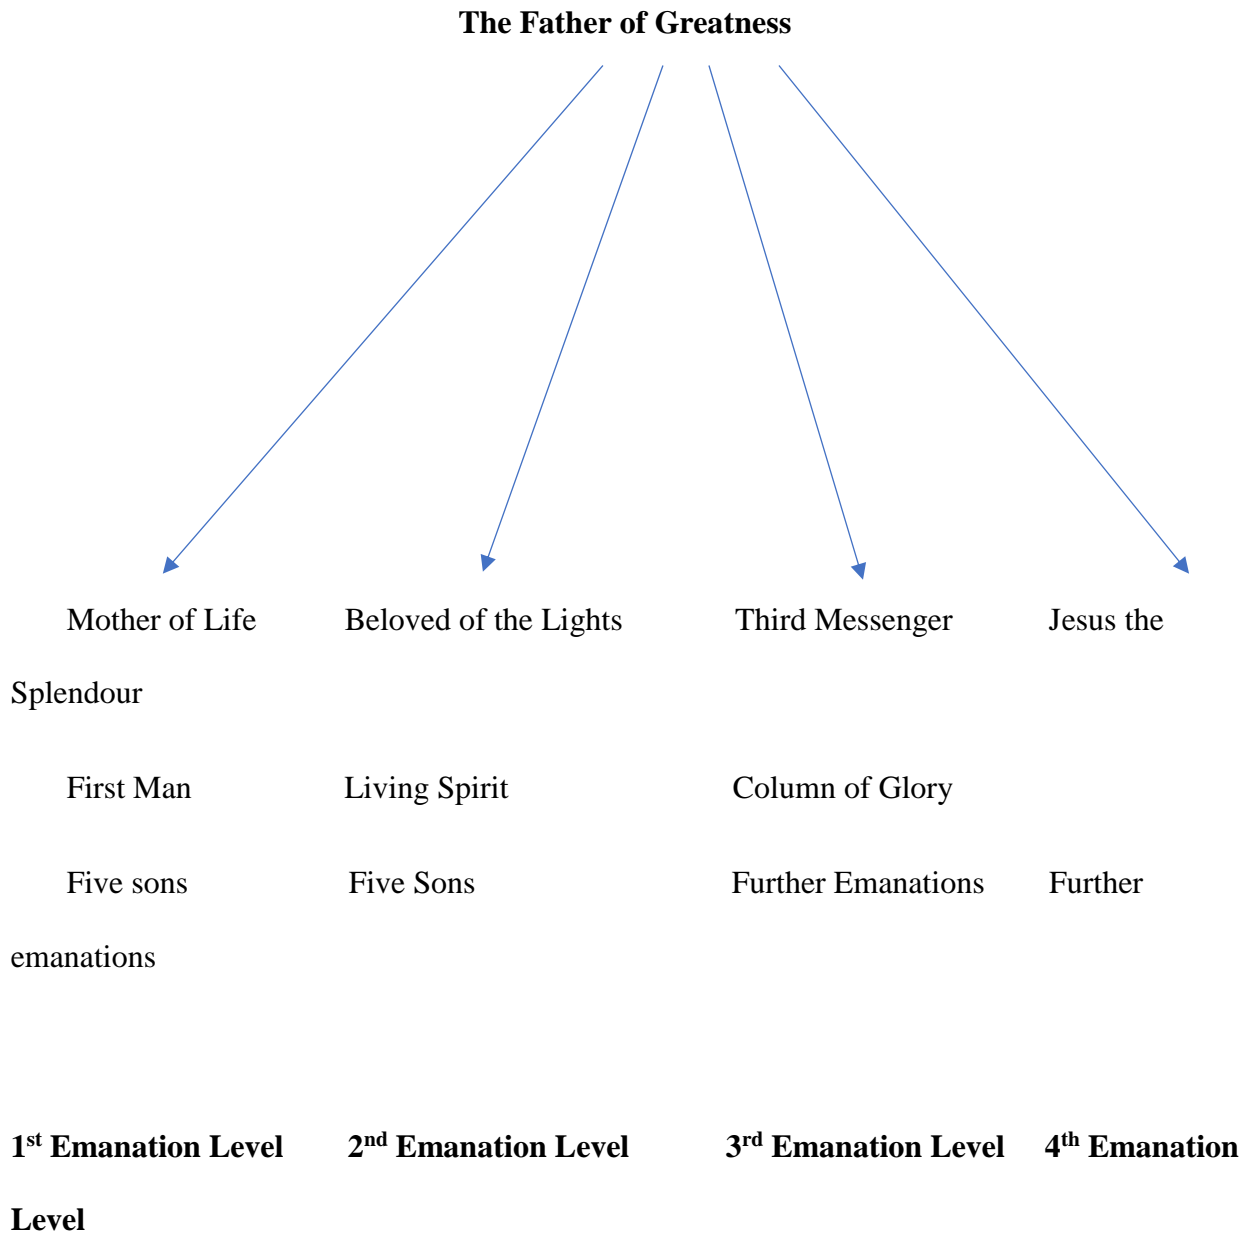 The Father of Greatness
Mother of Life Beloved of the Lights Third Messenger Jesus the
Splendour
First Man Living Spirit Column of Glory
Five sons Five Sons Further Emanations Further
emanations
1st Emanation Level 2nd Emanation Level 3rd Emanation Level 4th Emanation
Level